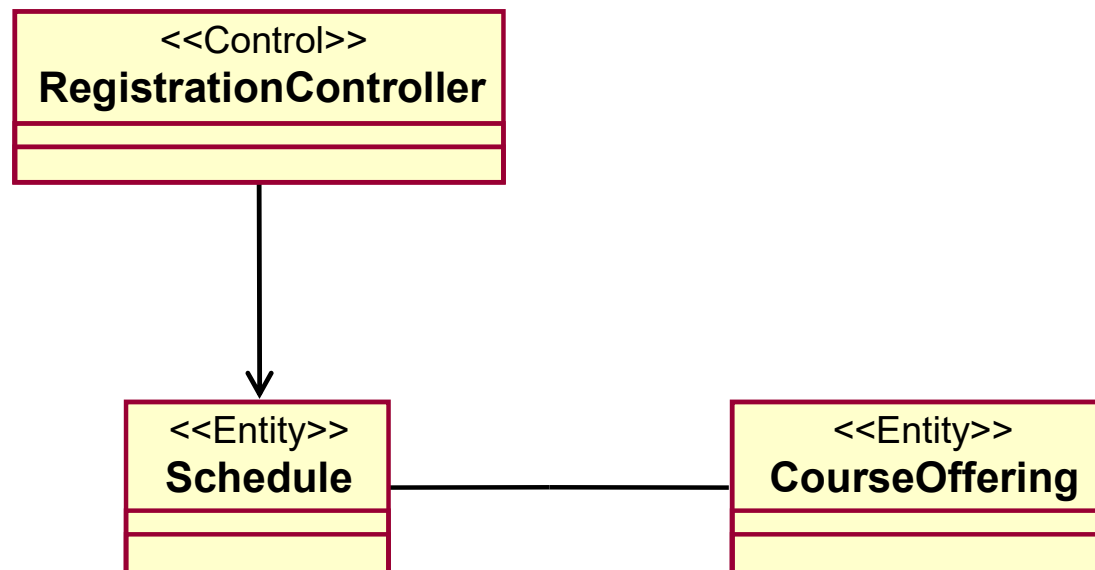 <<Control>>
RegistrationController
<<Entity>>
Schedule
<<Entity>>
CourseOffering